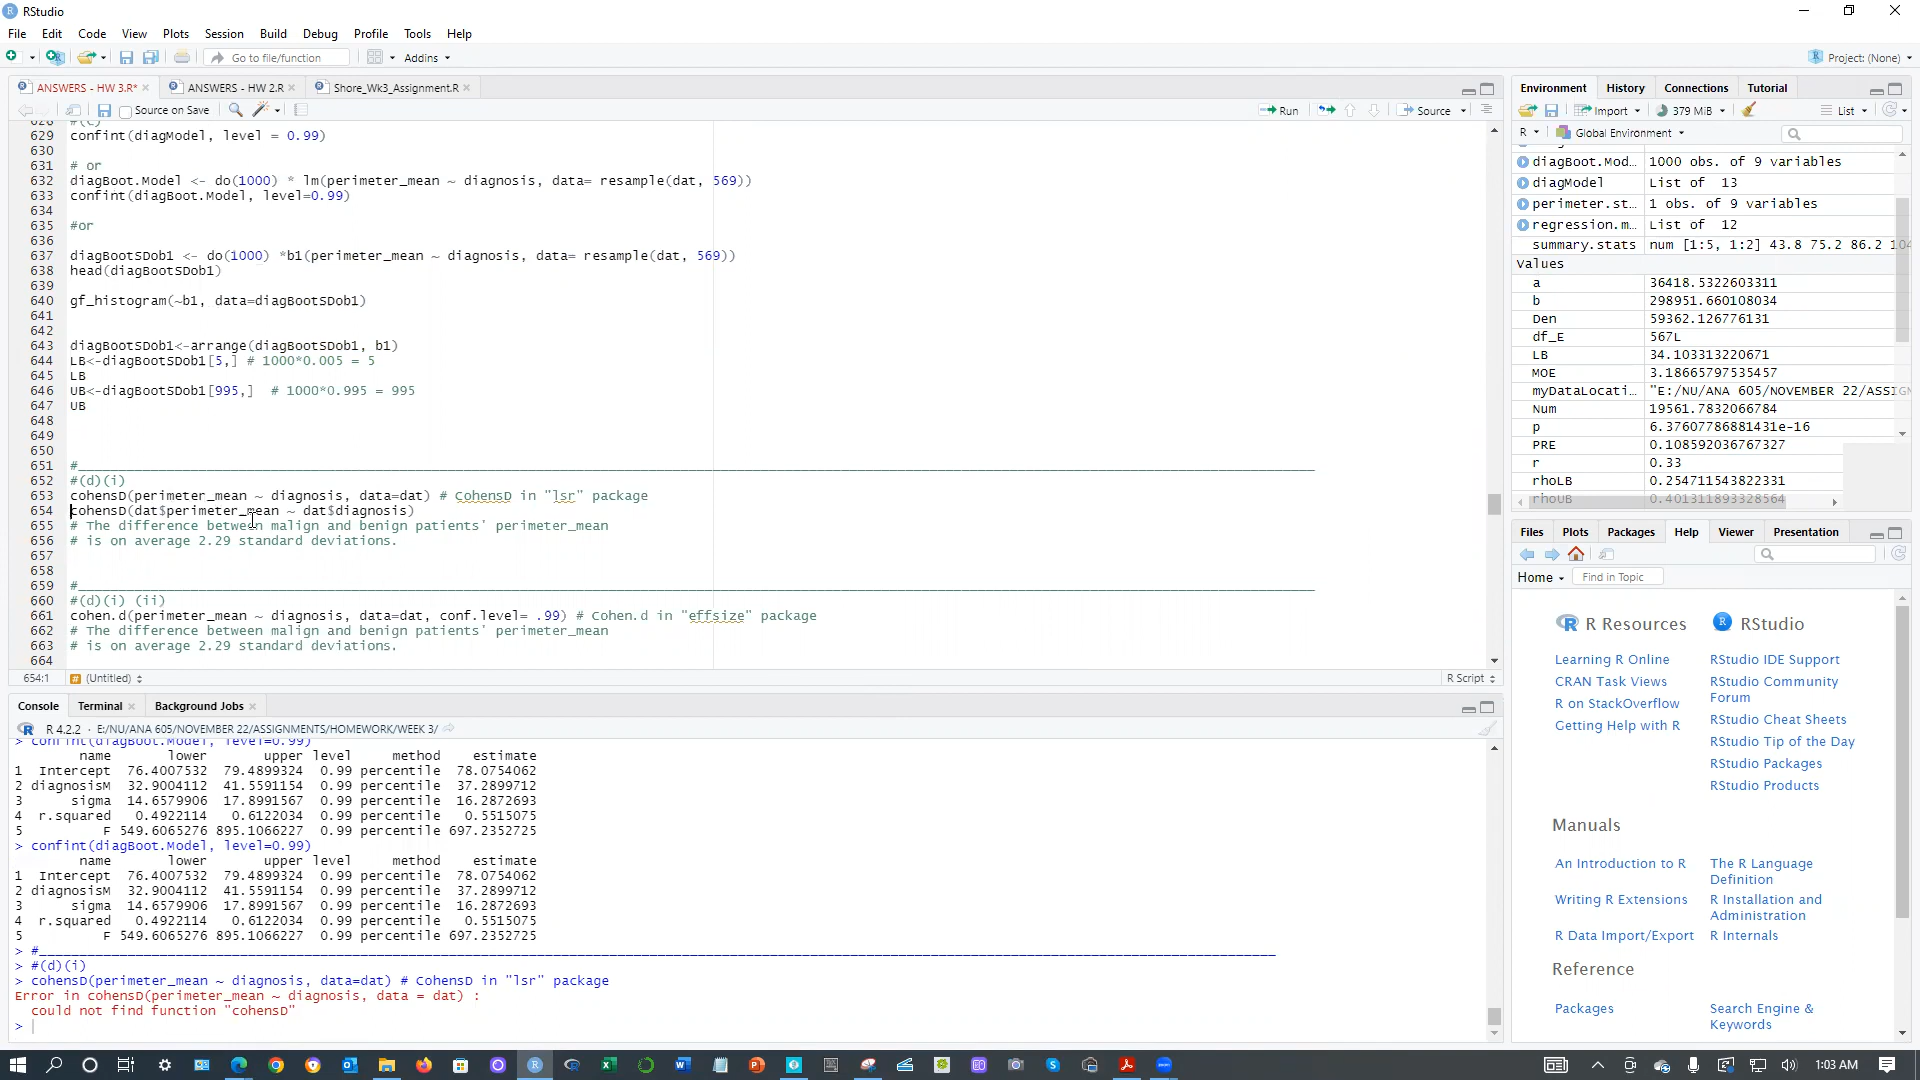 RStudio
File Edit Code View Plots Session Build Debug Profile Tools Help
Go to file/function
Addins
Project: (None)
ANSWERS - HW 3.R*
ANSWERS - HW 2.R
Shore_Wk3_Assignment.R
Source on Save
Run
Source
628 #(c)
629 confint(diagModel, level = 0.99)
630
631 # or
632 diagBoot.Model <- do(1000) * lm(perimeter_mean ~ diagnosis, data= resample(dat, 569))
633 confint(diagBoot.Model, level=0.99)
634
635 #or
636
637 diagBootSDob1 <- do(1000) *b1(perimeter_mean ~ diagnosis, data= resample(dat, 569))
638 head(diagBootSDob1)
639
640 gf_histogram(~b1, data=diagBootSDob1)
641
642
643 diagBootSDob1<-arrange(diagBootSDob1, b1)
644 LB<-diagBootSDob1[5,] # 1000*0.005 = 5
645 LB
646 UB<-diagBootSDob1[995,]  # 1000*0.995 = 995
647 UB
648
649
650
651 #
652 #(d)(i)
653 cohensD(perimeter_mean ~ diagnosis, data=dat) # CohensD in "lsr" package
654 cohensD(dat$perimeter_mean ~ dat$diagnosis)
655 # The difference between malign and benign patients' perimeter_mean
656 # is on average 2.29 standard deviations.
657
658
659 #
660 #(d)(i) (ii)
661 cohen.d(perimeter_mean ~ diagnosis, data=dat, conf.level= .99) # Cohen.d in "effsize" package
662 # The difference between malign and benign patients' perimeter_mean
663 # is on average 2.29 standard deviations.
664
654:1 # (Untitled)
R Script
Console Terminal Background Jobs
R 4.2.2 · E:/NU/ANA 605/NOVEMBER 22/ASSIGNMENTS/HOMEWORK/WEEK 3/
> confint(diagBoot.Model, level=0.99)
name lower upper level method estimate
1 Intercept 76.4007532 79.4899324 0.99 percentile 78.0754062
2 diagnosisM 32.9004112 41.5591154 0.99 percentile 37.2899712
3 sigma 14.6579906 17.8991567 0.99 percentile 16.2872693
4 r.squared 0.4922114 0.6122034 0.99 percentile 0.5515075
5 F 549.6065276 895.1066227 0.99 percentile 697.2352725
> confint(diagBoot.Model, level=0.99)
name lower upper level method estimate
1 Intercept 76.4007532 79.4899324 0.99 percentile 78.0754062
2 diagnosisM 32.9004112 41.5591154 0.99 percentile 37.2899712
3 sigma 14.6579906 17.8991567 0.99 percentile 16.2872693
4 r.squared 0.4922114 0.6122034 0.99 percentile 0.5515075
5 F 549.6065276 895.1066227 0.99 percentile 697.2352725
> #
> #(d)(i)
> cohensD(perimeter_mean ~ diagnosis, data=dat) # CohensD in "lsr" package
Error in cohensD(perimeter_mean ~ diagnosis, data = dat) :
could not find function "cohensD"
>
Environment History Connections Tutorial
Import
379 MiB
List
R
Global Environment
diagBoot.Mod… 1000 obs. of 9 variables
diagModel List of 13
perimeter.st… 1 obs. of 9 variables
regression.m… List of 12
summary.stats num [1:5, 1:2] 43.8 75.2 86.2 104
Values
a 36418.5322603311
b 298951.660108034
Den 59362.126776131
df_E 567L
LB 34.103313220671
MOE 3.18665797535457
myDataLocati… "E:/NU/ANA 605/NOVEMBER 22/ASSIGN
Num 19561.7832066784
p 6.37607786881431e-16
PRE 0.108592036767327
r 0.33
rhoLB 0.254711543822331
rhoUB 0.401311893328564
Files Plots Packages Help Viewer Presentation
Home
Find in Topic
R Resources
Learning R Online
CRAN Task Views
R on StackOverflow
Getting Help with R
RStudio
RStudio IDE Support
RStudio Community Forum
RStudio Cheat Sheets
RStudio Tip of the Day
RStudio Packages
RStudio Products
Manuals
An Introduction to R
The R Language Definition
Writing R Extensions
R Installation and Administration
R Data Import/Export
R Internals
Reference
Packages
Search Engine & Keywords
1:03 AM